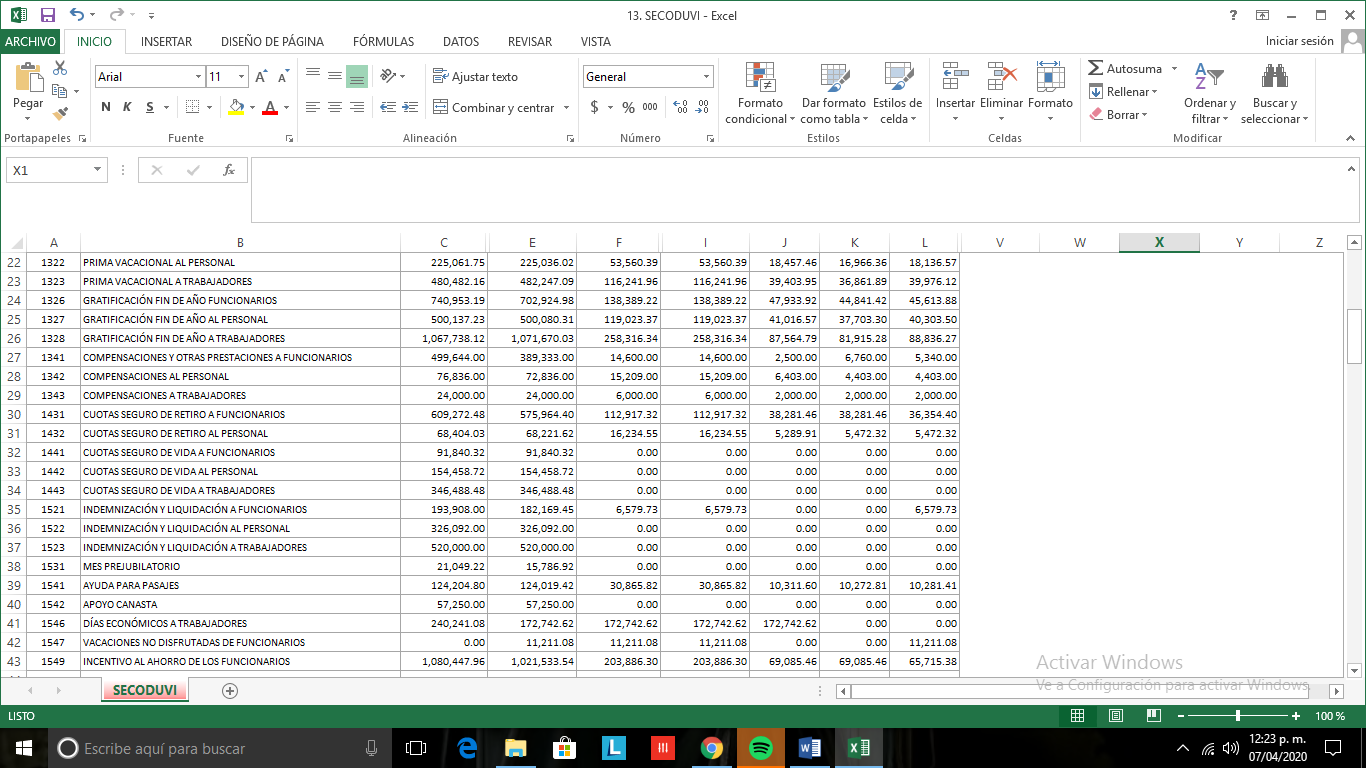 13. SECODUVI - Excel
ARCHIVO INICIO INSERTAR DISEÑO DE PÁGINA FÓRMULAS DATOS REVISAR VISTA Iniciar sesión
Pegar
Arial 11
N K S
Ajustar texto
Combinar y centrar
General
$ % 000
Formato condicional
Dar formato como tabla
Estilos de celda
Insertar Eliminar Formato
Autosuma
Rellenar
Borrar
Ordenar y filtrar
Buscar y seleccionar
Portapapeles Fuente Alineación Número Estilos Celdas Modificar
X1 fx
A B C E F I J K L V W X Y Z
22 1322 PRIMA VACACIONAL AL PERSONAL 225,061.75 225,036.02 53,560.39 53,560.39 18,457.46 16,966.36 18,136.57
23 1323 PRIMA VACACIONAL A TRABAJADORES 480,482.16 482,247.09 116,241.96 116,241.96 39,403.95 36,861.89 39,976.12
24 1326 GRATIFICACIÓN FIN DE AÑO FUNCIONARIOS 740,953.19 702,924.98 138,389.22 138,389.22 47,933.92 44,841.42 45,613.88
25 1327 GRATIFICACIÓN FIN DE AÑO AL PERSONAL 500,137.23 500,080.31 119,023.37 119,023.37 41,016.57 37,703.30 40,303.50
26 1328 GRATIFICACIÓN FIN DE AÑO A TRABAJADORES 1,067,738.12 1,071,670.03 258,316.34 258,316.34 87,564.79 81,915.28 88,836.27
27 1341 COMPENSACIONES Y OTRAS PRESTACIONES A FUNCIONARIOS 499,644.00 389,333.00 14,600.00 14,600.00 2,500.00 6,760.00 5,340.00
28 1342 COMPENSACIONES AL PERSONAL 76,836.00 72,836.00 15,209.00 15,209.00 6,403.00 4,403.00 4,403.00
29 1343 COMPENSACIONES A TRABAJADORES 24,000.00 24,000.00 6,000.00 6,000.00 2,000.00 2,000.00 2,000.00
30 1431 CUOTAS SEGURO DE RETIRO A FUNCIONARIOS 609,272.48 575,964.40 112,917.32 112,917.32 38,281.46 38,281.46 36,354.40
31 1432 CUOTAS SEGURO DE RETIRO AL PERSONAL 68,404.03 68,221.62 16,234.55 16,234.55 5,289.91 5,472.32 5,472.32
32 1441 CUOTAS SEGURO DE VIDA A FUNCIONARIOS 91,840.32 91,840.32 0.00 0.00 0.00 0.00 0.00
33 1442 CUOTAS SEGURO DE VIDA AL PERSONAL 154,458.72 154,458.72 0.00 0.00 0.00 0.00 0.00
34 1443 CUOTAS SEGURO DE VIDA A TRABAJADORES 346,488.48 346,488.48 0.00 0.00 0.00 0.00 0.00
35 1521 INDEMNIZACIÓN Y LIQUIDACIÓN A FUNCIONARIOS 193,908.00 182,169.45 6,579.73 6,579.73 0.00 0.00 6,579.73
36 1522 INDEMNIZACIÓN Y LIQUIDACIÓN AL PERSONAL 326,092.00 326,092.00 0.00 0.00 0.00 0.00 0.00
37 1523 INDEMNIZACIÓN Y LIQUIDACIÓN A TRABAJADORES 520,000.00 520,000.00 0.00 0.00 0.00 0.00 0.00
38 1531 MES PREJUBILATORIO 21,049.22 15,786.92 0.00 0.00 0.00 0.00 0.00
39 1541 AYUDA PARA PASAJES 124,204.80 124,019.42 30,865.82 30,865.82 10,311.60 10,272.81 10,281.41
40 1542 APOYO CANASTA 57,250.00 57,250.00 0.00 0.00 0.00 0.00 0.00
41 1546 DÍAS ECONÓMICOS A TRABAJADORES 240,241.08 172,742.62 172,742.62 172,742.62 172,742.62 0.00 0.00
42 1547 VACACIONES NO DISFRUTADAS DE FUNCIONARIOS 0.00 11,211.08 11,211.08 11,211.08 0.00 0.00 11,211.08
43 1549 INCENTIVO AL AHORRO DE LOS FUNCIONARIOS 1,080,447.96 1,021,533.54 203,886.30 203,886.30 69,085.46 69,085.46 65,715.38
Activar Windows
Ve a Configuración para activar Windows.
SECODUVI
LISTO 100 %
Escribe aquí para buscar
12:23 p. m.
07/04/2020